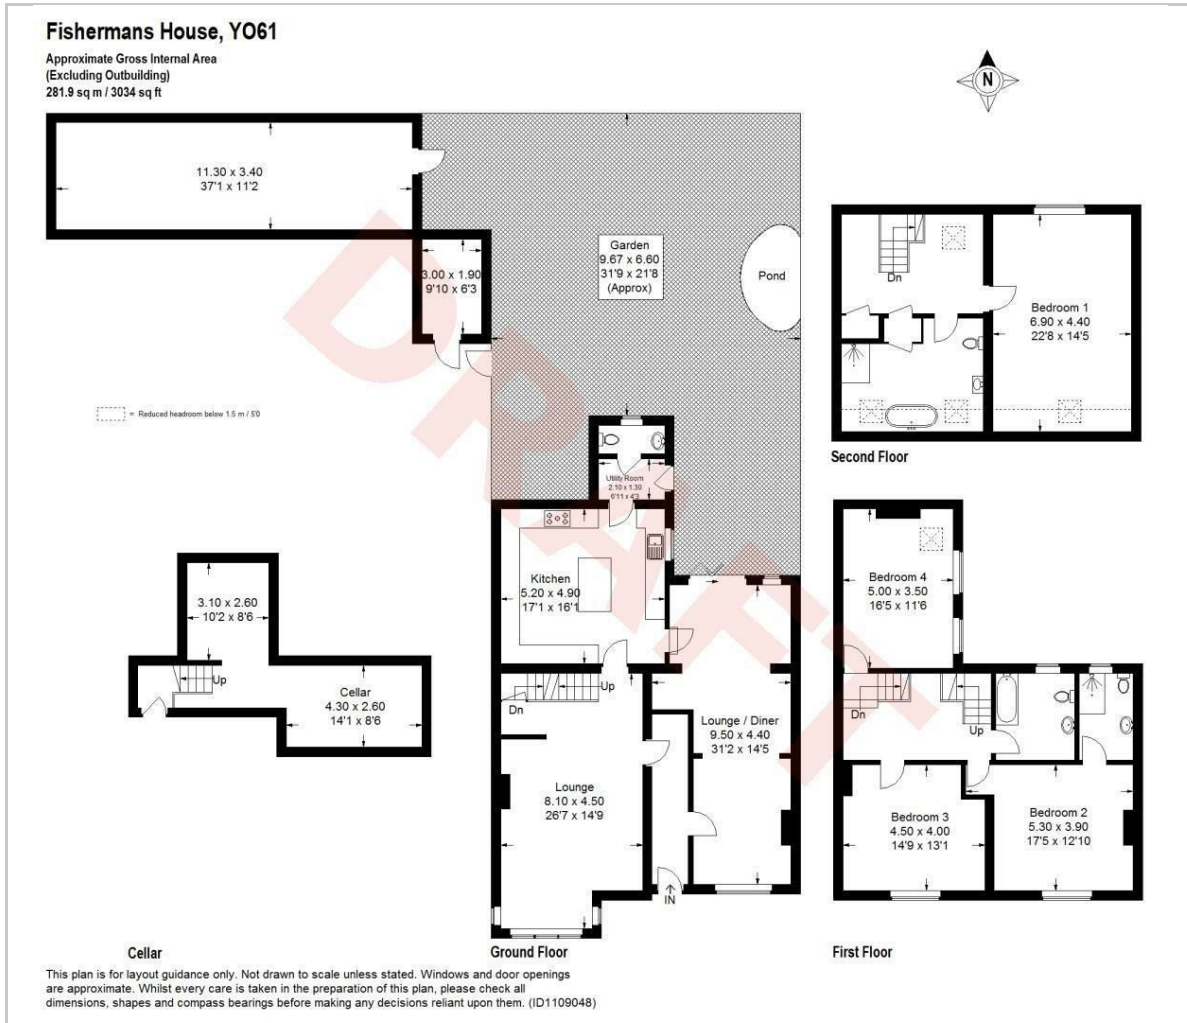 Fishermans House, YO61
Approximate Gross Internal Area
(Excluding Outbuilding)
281.9 sq m / 3034 sq ft
N
11.30 x 3.40
37'1 x 11'2
3.00 x 1.90
9'10 x 6'3
Garden
9.67 x 6.60
31'9 x 21'8
(Approx)
Pond
= Reduced headroom below 1.5 m / 5'0
Dn
Bedroom 1
6.90 x 4.40
22'8 x 14'5
Second Floor
DRAFT
Utility Room
2.10 x 1.30
6'11 x 4'3
Kitchen
5.20 x 4.90
17'1 x 16'1
Up
Dn
Lounge / Diner
9.50 x 4.40
31'2 x 14'5
Lounge
8.10 x 4.50
26'7 x 14'9
IN
Ground Floor
3.10 x 2.60
10'2 x 8'6
Up
Cellar
4.30 x 2.60
14'1 x 8'6
Cellar
Bedroom 4
5.00 x 3.50
16'5 x 11'6
Dn
Up
Bedroom 3
4.50 x 4.00
14'9 x 13'1
Bedroom 2
5.30 x 3.90
17'5 x 12'10
First Floor
This plan is for layout guidance only. Not drawn to scale unless stated. Windows and door openings
are approximate. Whilst every care is taken in the preparation of this plan, please check all
dimensions, shapes and compass bearings before making any decisions reliant upon them. (ID1109048)